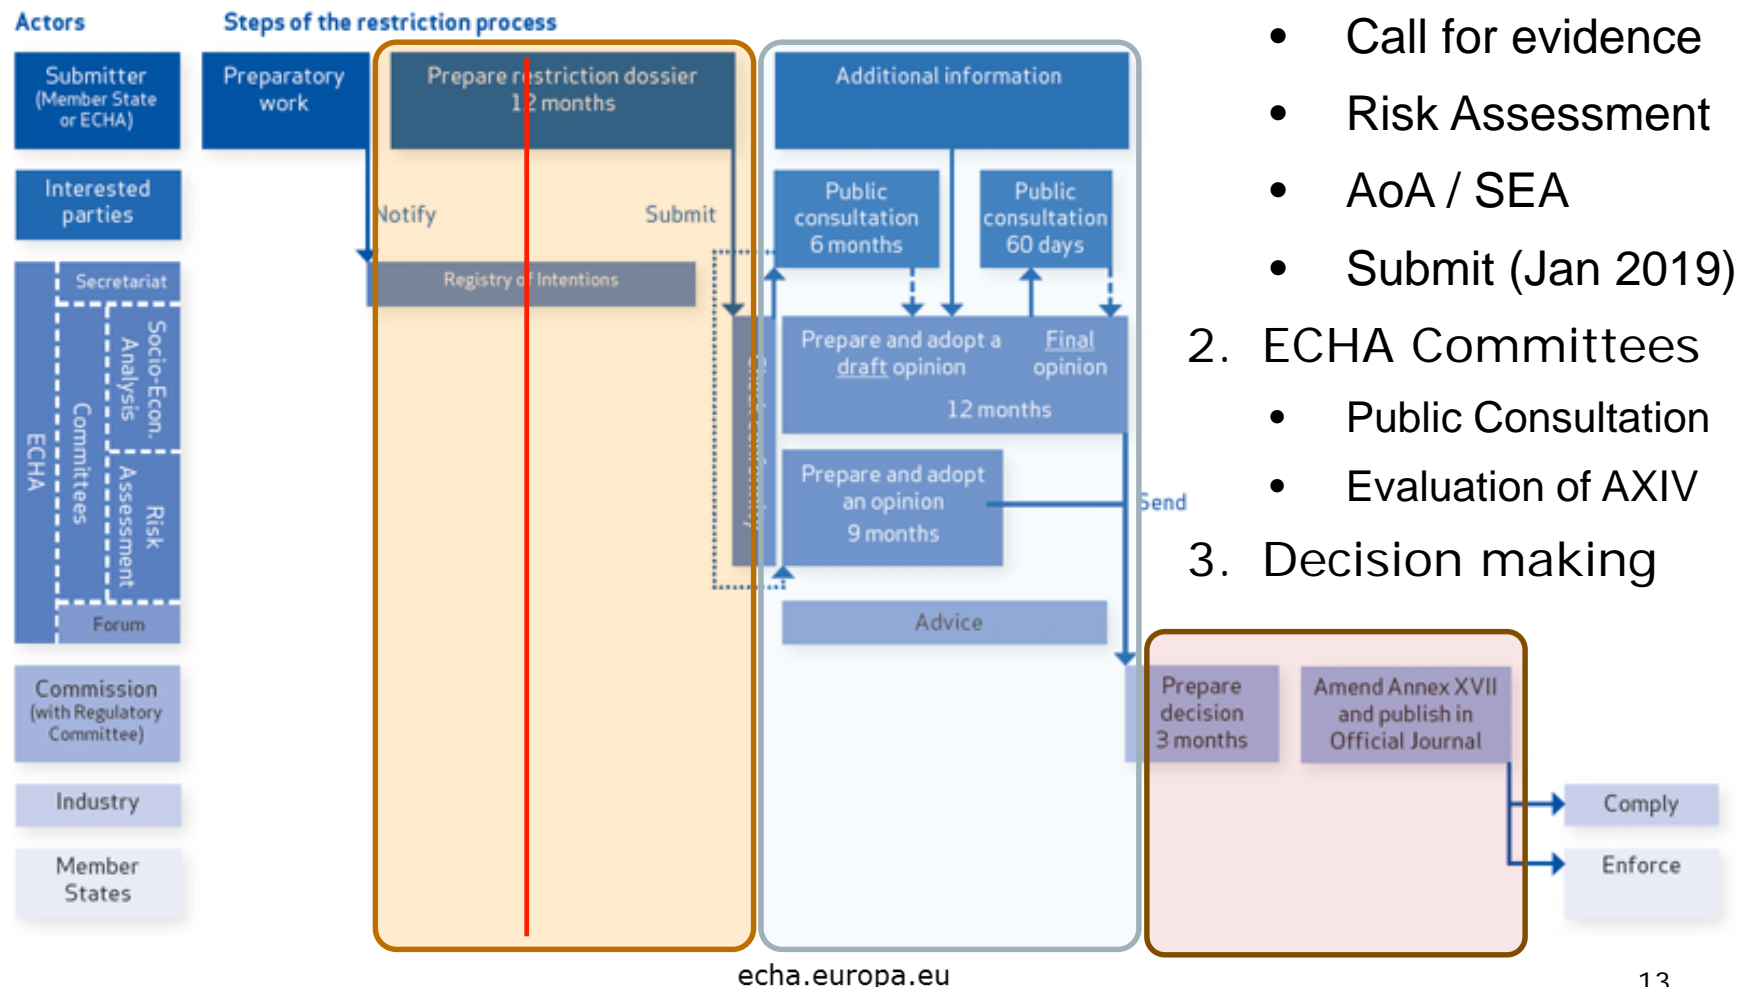 Actors
Steps of the restriction process
Submitter
(Member State
or ECHA)
Preparatory
work
Prepare restriction dossier
12 months
Additional information
Interested
parties
Notify
Submit
Public
consultation
6 months
Public
consultation
60 days
Secretariat
Registry of Intentions
Socio-Econ.
Analysis
Committees
ECHA
Risk
Assessment
Forum
Prepare and adopt a
draft opinion
Final
opinion
12 months
Prepare and adopt
an opinion
9 months
Send
Advice
Commission
(with Regulatory
Committee)
Prepare
decision
3 months
Amend Annex XVII
and publish in
Official Journal
Industry
Comply
Member
States
Enforce
• Call for evidence
• Risk Assessment
• AoA / SEA
• Submit (Jan 2019)
2. ECHA Committees
• Public Consultation
• Evaluation of AXIV
3. Decision making
echa.europa.eu
13